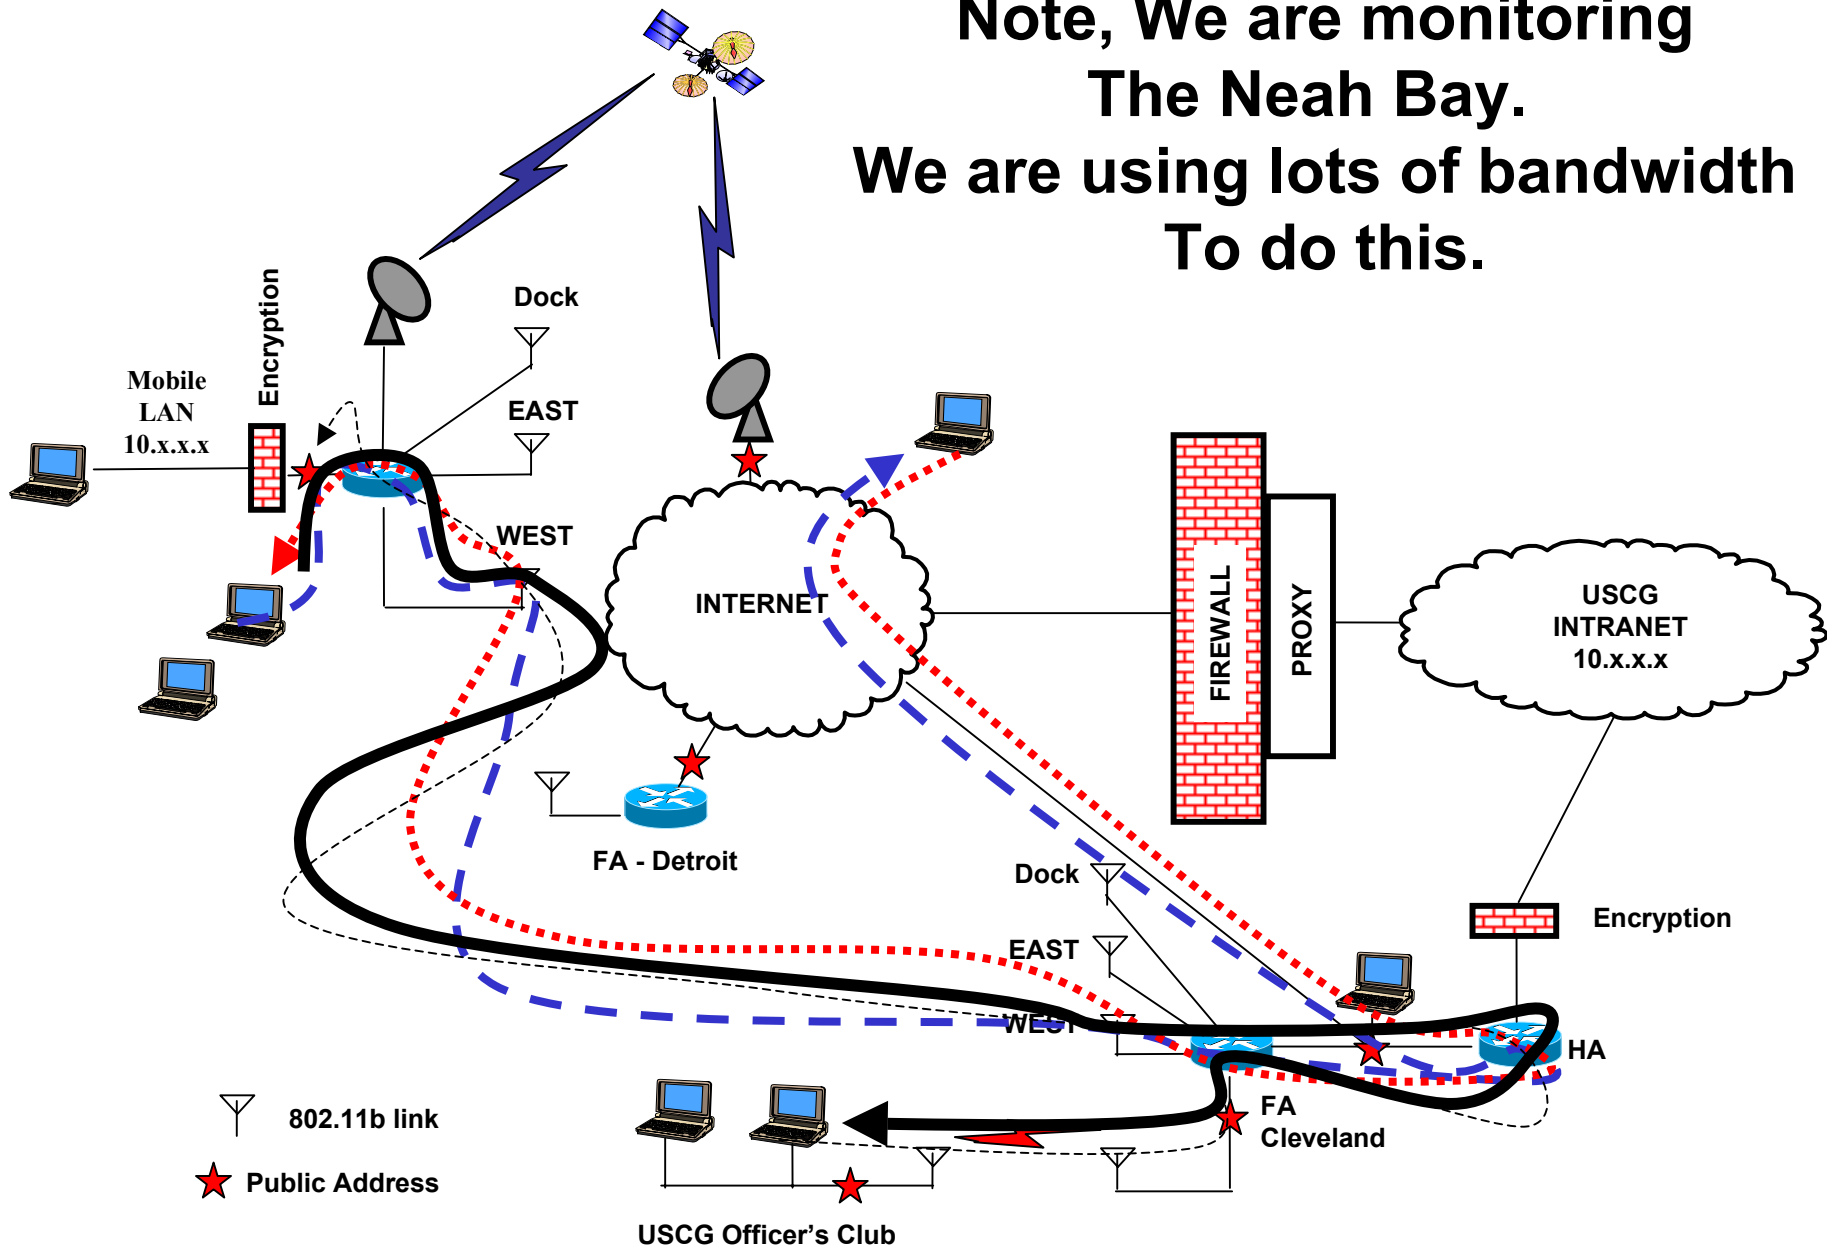 Note, We are monitoring
The Neah Bay.
We are using lots of bandwidth
To do this.
Dock
Encryption
Mobile
LAN
10.x.x.x
EAST
WEST
INTERNET
FIREWALL
PROXY
USCG
INTRANET
10.x.x.x
FA - Detroit
Dock
Encryption
EAST
WEST
HA
FA
Cleveland
802.11b link
Public Address
USCG Officer's Club